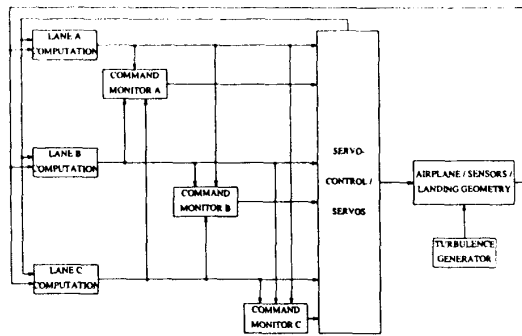 LANE A
COMPUTATION
COMMAND
MONITOR A
LANE B
COMPUTATION
COMMAND
MONITOR B
LANE C
COMPUTATION
COMMAND
MONITOR C
SERVO-
CONTROL /
SERVOS
AIRPLANE / SENSORS /
LANDING GEOMETRY
TURBULENCE
GENERATOR